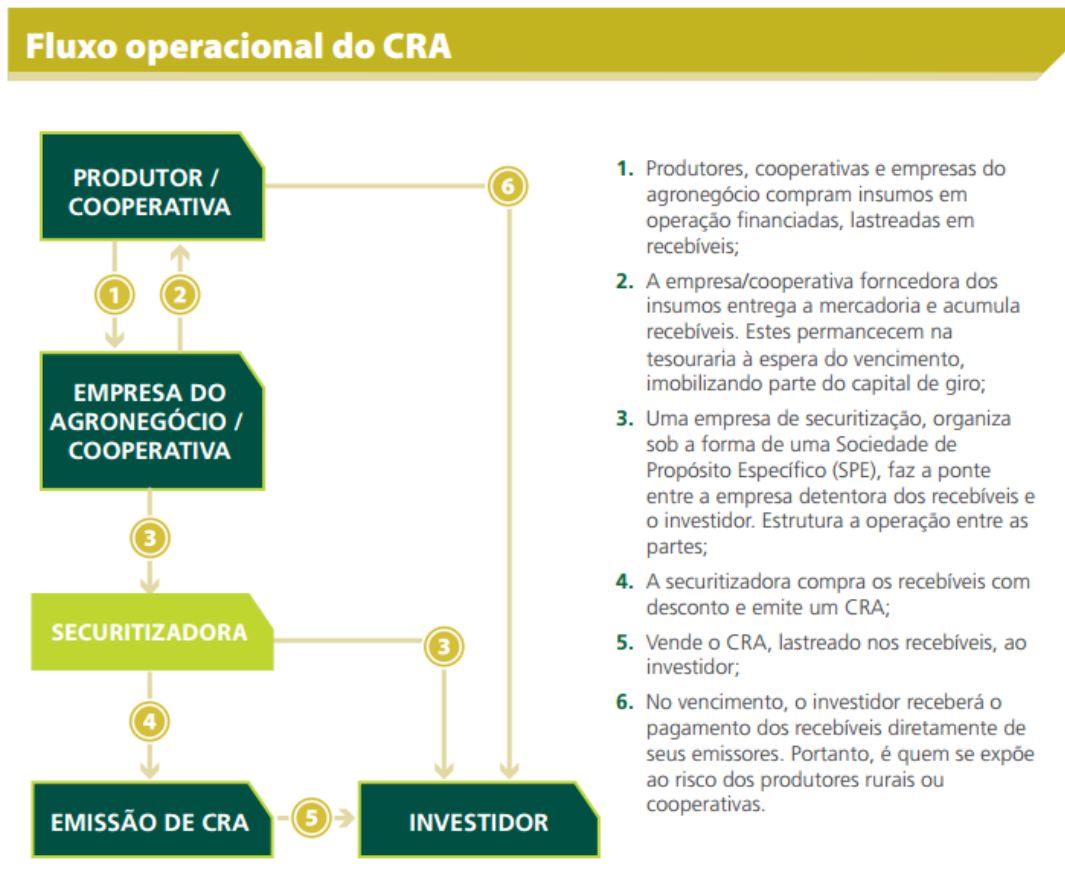 Fluxo operacional do CRA
PRODUTOR /
COOPERATIVA
6
1
2
EMPRESA DO
AGRONEGÓCIO /
COOPERATIVA
3
SECURITIZADORA
3
4
EMISSÃO DE CRA
5
INVESTIDOR
1. Produtores, cooperativas e empresas do
agronegócio compram insumos em
operação financiadas, lastreadas em
recebíveis;
2. A empresa/cooperativa forncedora dos
insumos entrega a mercadoria e acumula
recebíveis. Estes permancecem na
tesouraria à espera do vencimento,
imobilizando parte do capital de giro;
3. Uma empresa de securitização, organiza
sob a forma de uma Sociedade de
Propósito Específico (SPE), faz a ponte
entre a empresa detentora dos recebíveis e
o investidor. Estrutura a operação entre as
partes;
4. A securitizadora compra os recebíveis com
desconto e emite um CRA;
5. Vende o CRA, lastreado nos recebíveis, ao
investidor;
6. No vencimento, o investidor receberá o
pagamento dos recebíveis diretamente de
seus emissores. Portanto, é quem se expõe
ao risco dos produtores rurais ou
cooperativas.